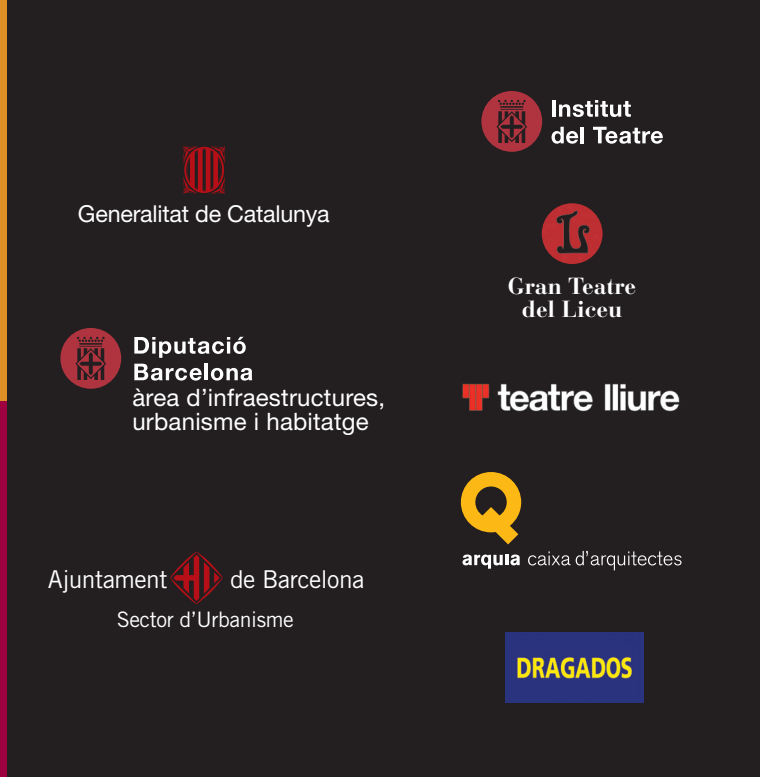 Generalitat de Catalunya
Diputació
Barcelona
àrea d'infraestructures,
urbanisme i habitatge
Ajuntament de Barcelona
Sector d'Urbanisme
Institut
del Teatre
Gran Teatre
del Liceu
teatre lliure
arquia caixa d'arquitectes
DRAGADOS